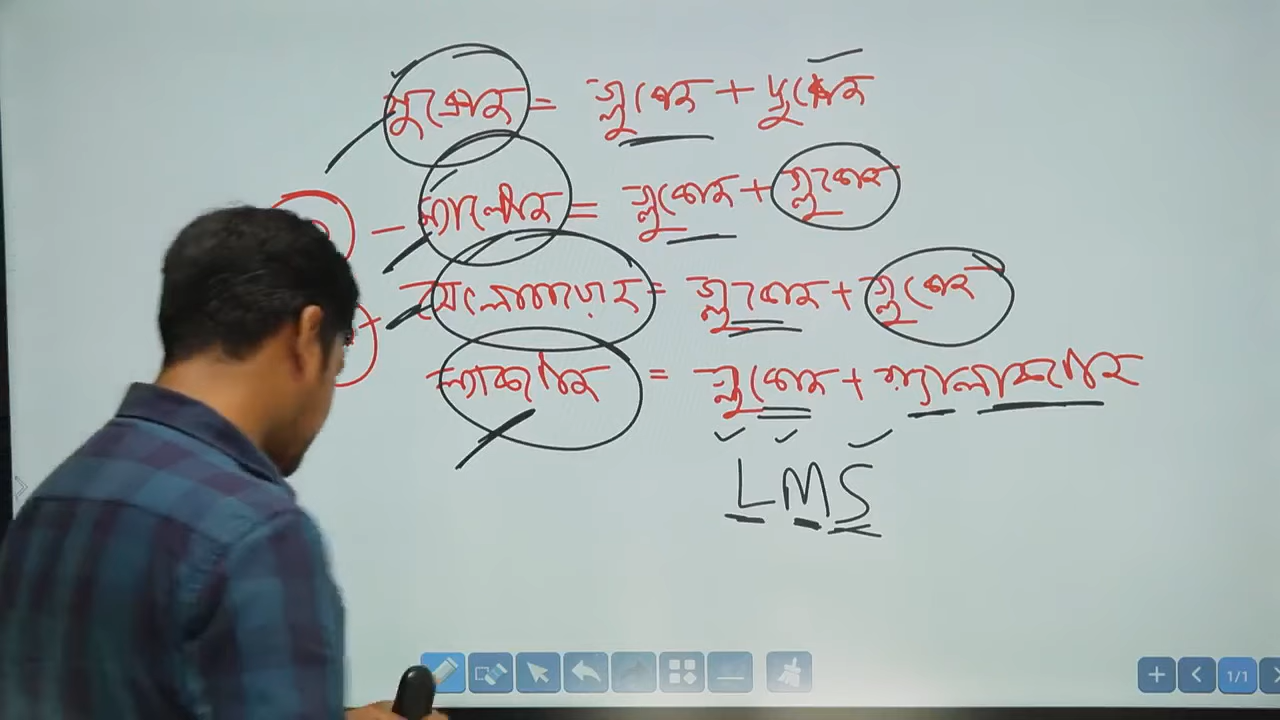 সুক্রোজ = গ্লুকোজ + ফ্রুক্টোজ
- ম্যালটোজ = গ্লুকোজ + গ্লুকোজ
সেলোবায়োজ = গ্লুকোজ + গ্লুকোজ
ল্যাকটোজ = গ্লুকোজ + গ্যালাকটোজ
LMS
1/1